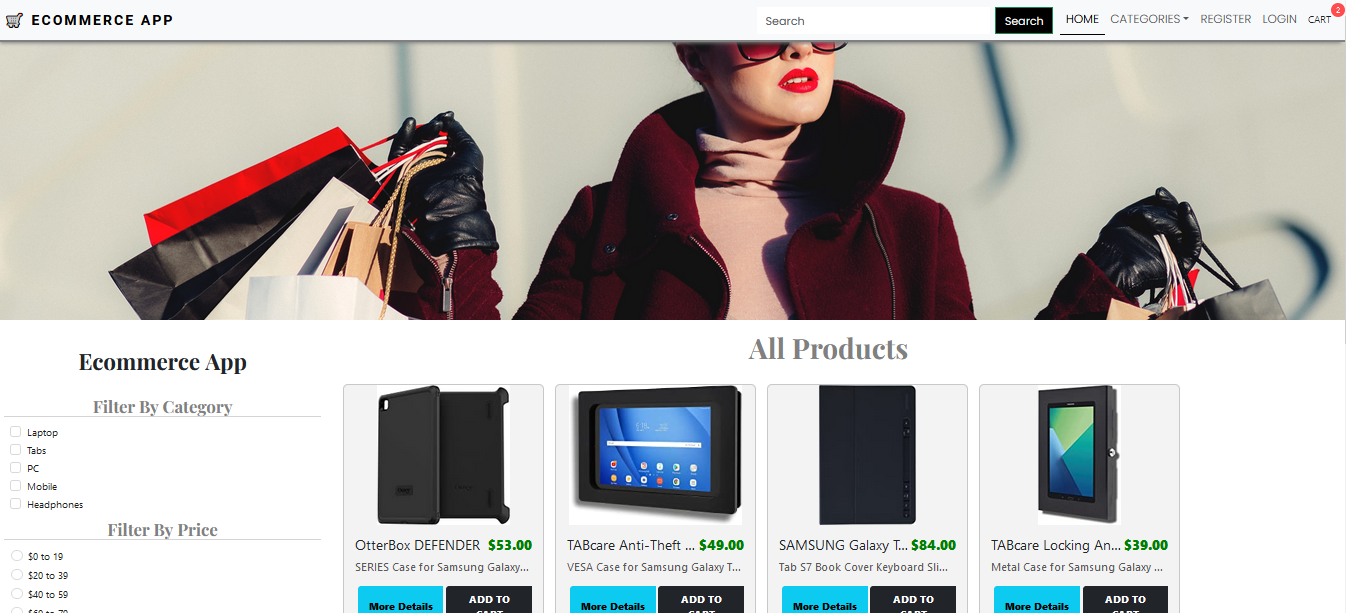 ECOMMERCE APP
Search
Search
HOME
CATEGORIES
REGISTER
LOGIN
CART
2
Ecommerce App
Filter By Category
Laptop
Tabs
PC
Mobile
Headphones
Filter By Price
$0 to 19
$20 to 39
$40 to 59
All Products
OtterBox DEFENDER $53.00
SERIES Case for Samsung Galaxy...
More Details
ADD TO
CART
TABcare Anti-Theft ... $49.00
VESA Case for Samsung Galaxy T...
More Details
ADD TO
CART
SAMSUNG Galaxy T... $84.00
Tab S7 Book Cover Keyboard Sli...
More Details
ADD TO
CART
TABcare Locking An... $39.00
Metal Case for Samsung Galaxy ...
More Details
ADD TO
CART